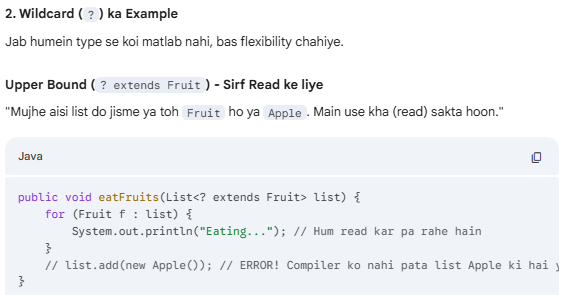 2. Wildcard ( ? ) ka Example
Jab humein type se koi matlab nahi, bas flexibility chahiye.
Upper Bound ( ? extends Fruit ) - Sirf Read ke liye
"Mujhe aisi list do jisme ya toh Fruit ho ya Apple . Main use kha (read) sakta hoon."
Java
public void eatFruits(List<? extends Fruit> list) {
    for (Fruit f : list) {
        System.out.println("Eating..."); // Hum read kar pa rahe hain
    }
    // list.add(new Apple()); // ERROR! Compiler ko nahi pata list Apple ki hai
}